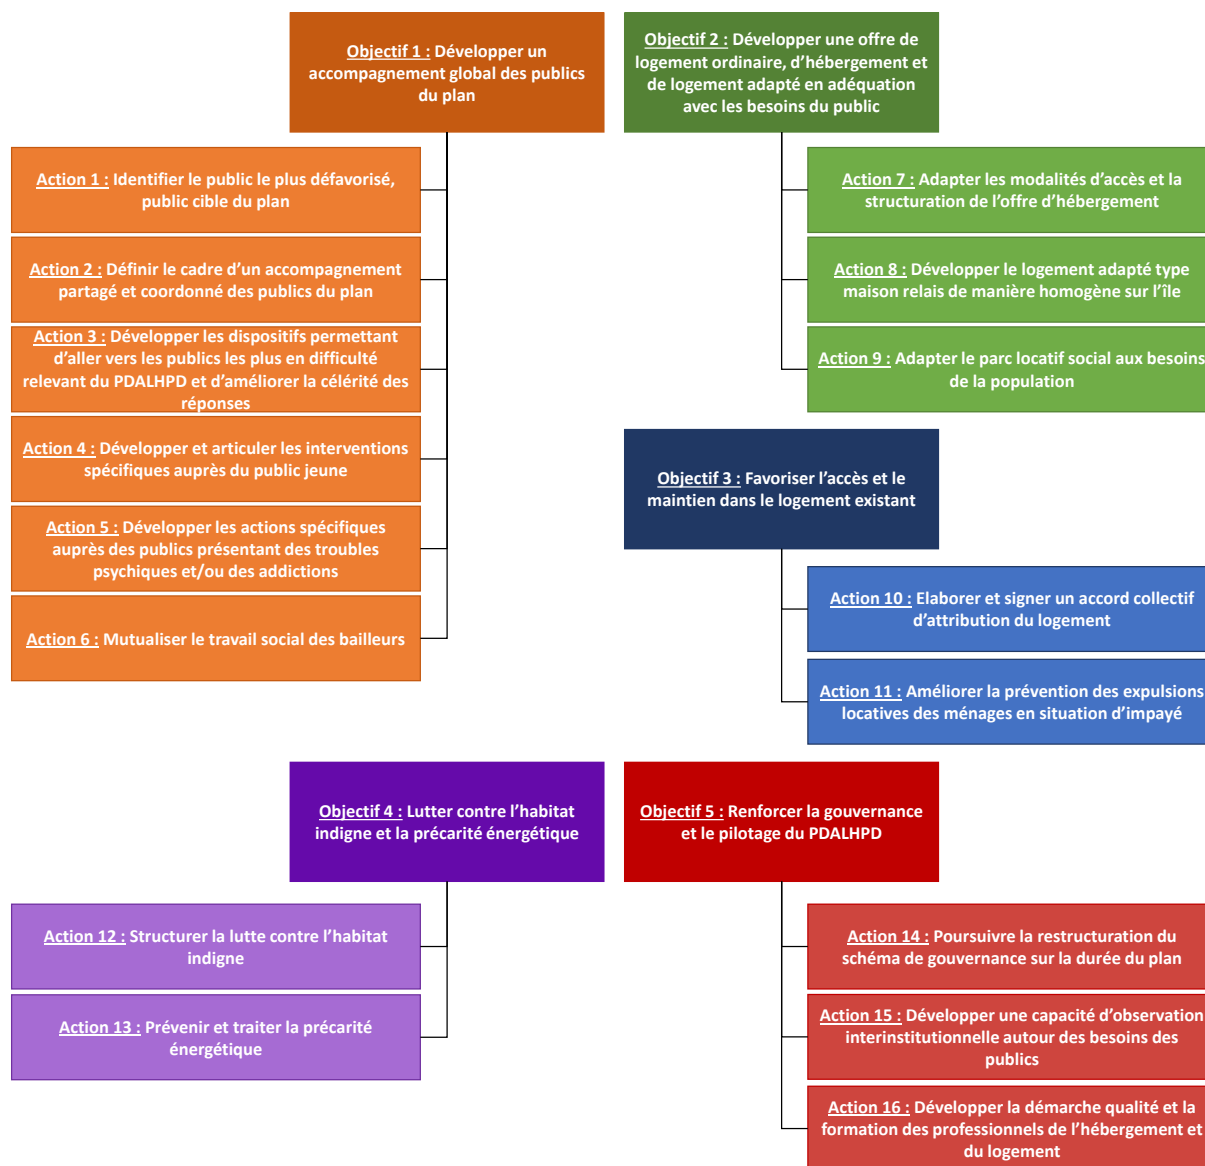 Objectif 1 : Développer un
accompagnement global des publics
du plan
Action 1 : Identifier le public le plus défavorisé,
public cible du plan
Action 2 : Définir le cadre d’un accompagnement
partagé et coordonné des publics du plan
Action 3 : Développer les dispositifs permettant
d’aller vers les publics les plus en difficulté
relevant du PDALHPD et d’améliorer la célérité des
réponses
Action 4 : Développer et articuler les interventions
spécifiques auprès du public jeune
Action 5 : Développer les actions spécifiques
auprès des publics présentant des troubles
psychiques et/ou des addictions
Action 6 : Mutualiser le travail social des bailleurs
Objectif 2 : Développer une offre de
logement ordinaire, d’hébergement et
de logement adapté en adéquation
avec les besoins du public
Action 7 : Adapter les modalités d’accès et la
structuration de l’offre d’hébergement
Action 8 : Développer le logement adapté type
maison relais de manière homogène sur l’île
Action 9 : Adapter le parc locatif social aux besoins
de la population
Objectif 3 : Favoriser l’accès et le
maintien dans le logement existant
Action 10 : Elaborer et signer un accord collectif
d’attribution du logement
Action 11 : Améliorer la prévention des expulsions
locatives des ménages en situation d’impayé
Objectif 4 : Lutter contre l’habitat
indigne et la précarité énergétique
Action 12 : Structurer la lutte contre l’habitat
indigne
Action 13 : Prévenir et traiter la précarité
énergétique
Objectif 5 : Renforcer la gouvernance
et le pilotage du PDALHPD
Action 14 : Poursuivre la restructuration du
schéma de gouvernance sur la durée du plan
Action 15 : Développer une capacité d’observation
interinstitutionnelle autour des besoins des
publics
Action 16 : Développer la démarche qualité et la
formation des professionnels de l’hébergement et
du logement